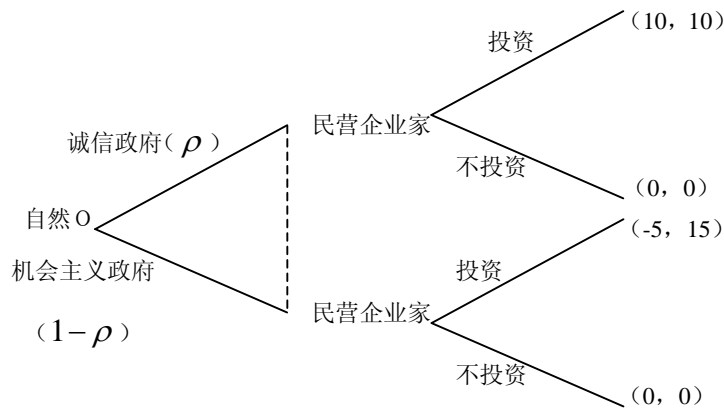 (10，10)
投资
民营企业家
诚信政府(ρ)
不投资
(0，0)
自然 O
(-5，15)
机会主义政府
投资
民营企业家
(1-ρ)
不投资
(0，0)